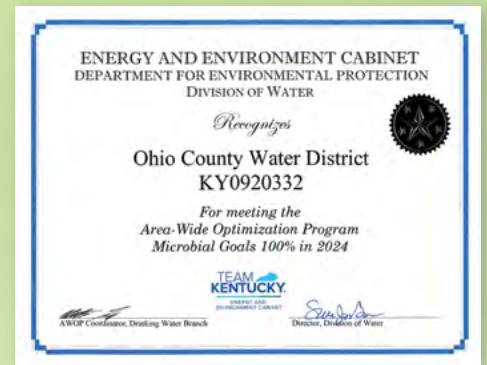 ENERGY AND ENVIRONMENT CABINET
DEPARTMENT FOR ENVIRONMENTAL PROTECTION
DIVISION OF WATER
Recognizes
Ohio County Water District
KY0920332
For meeting the
Area-Wide Optimization Program
Microbial Goals 100% in 2024
TEAM
KENTUCKY
ENERGY AND
ENVIRONMENT CABINET
AWOP Coordinator, Drinking Water Branch
Director, Division of Water